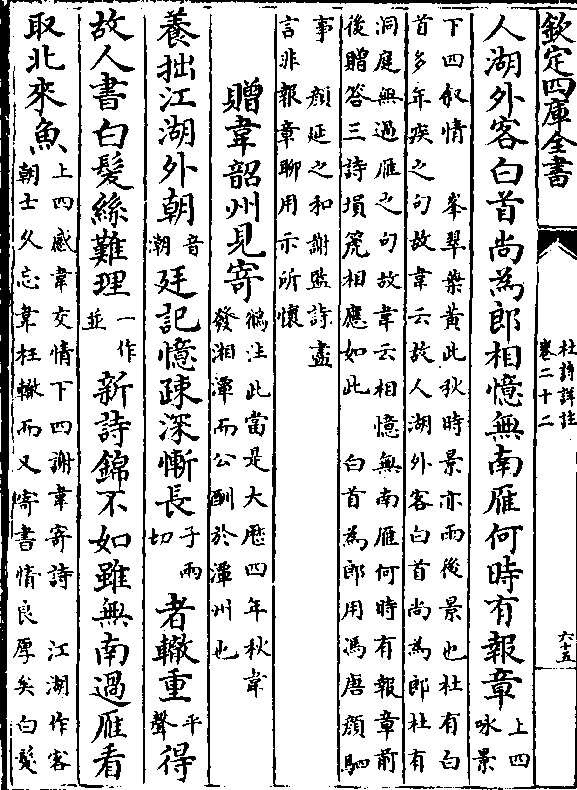 欽定四庫全書
杜詩詳註
卷二十二
六十五
人湖外客白首尚為郎相憶無南雁何時有報章上四
咏景
下四叙情 峯翠藥黄此秋時景亦雨後景也杜有白
首多年疾之句故韋云故人湖外客白首尚為郎杜有
洞庭無過雁之句故韋云相憶無南雁何時有報章前
後贈答三詩塤篪相應如此 白首為郎用馮唐顔駟
事 顔延之和謝監詩盡
言非報章聊用示所懷
贈韋韶州見寄鶴注此當是大歴四年秋韋
發湘潭而公酬於潭州也
養拙江湖外朝音
潮廷記憶疎深慙長子兩
切者轍重平
聲得
故人書白髮絲難理一作
並新詩錦不如雖無南過雁看
取北來魚上四感韋交情下四謝韋寄詩 江湖作客
朝士久忘韋枉轍而又寄書情良厚矣白髮